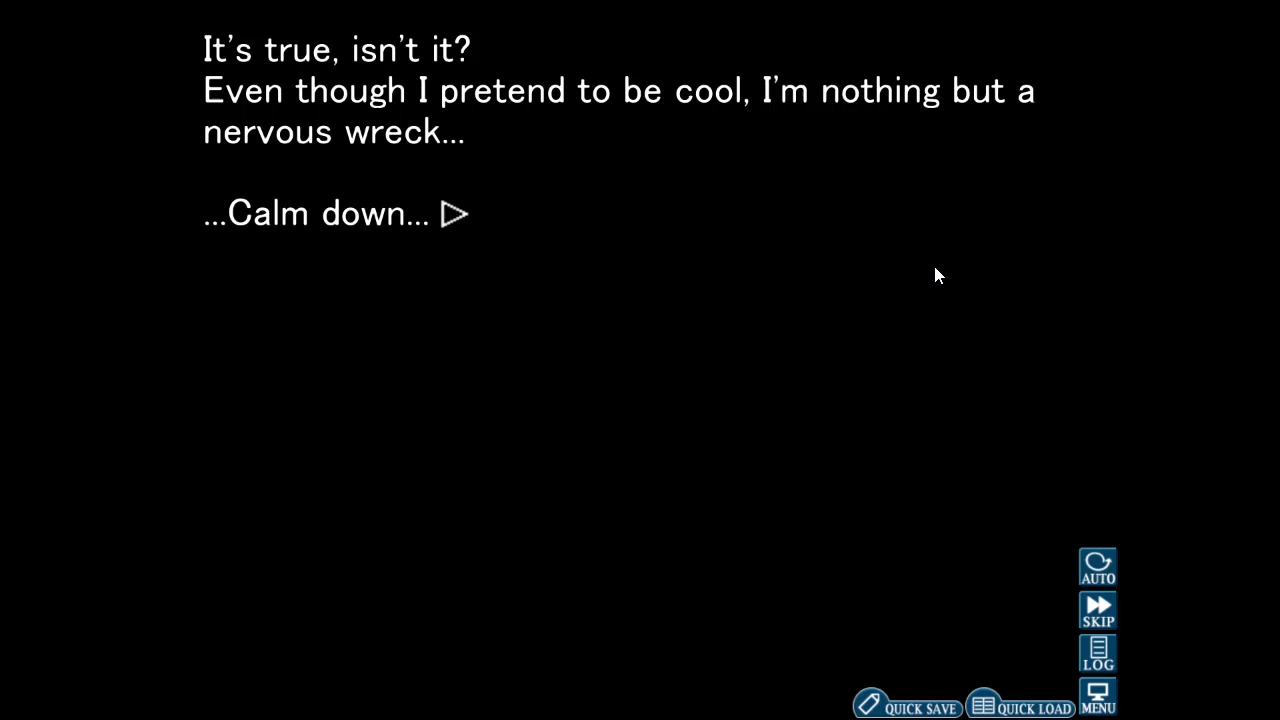 It's true, isn't it?
Even though I pretend to be cool, I'm nothing but a
nervous wreck...
...Calm down...
AUTO
SKIP
LOG
QUICK SAVE
QUICK LOAD
MENU